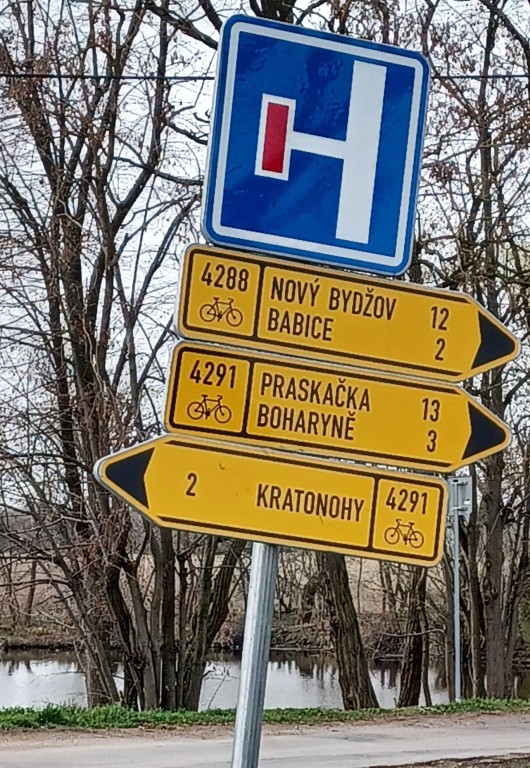 4288 NOVÝ BYDŽOV 12
BABICE 2
4291 PRASKAČKA 13
BOHARYNĚ 3
2 KRATONOHY 4291